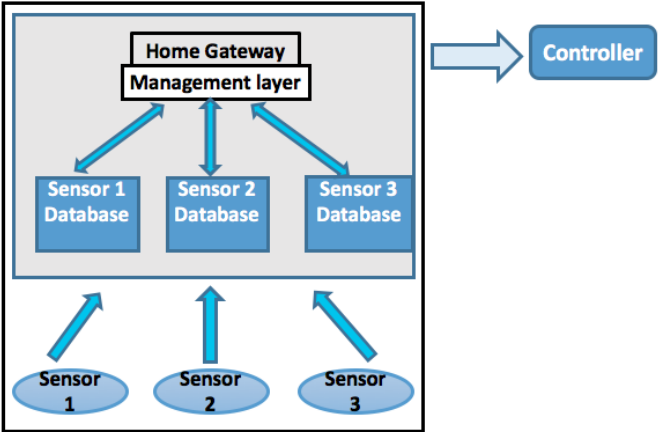 Home Gateway
Controller
Management layer
Sensor 1
Database
Sensor 2
Database
Sensor 3
Database
Sensor
1
Sensor
2
Sensor
3